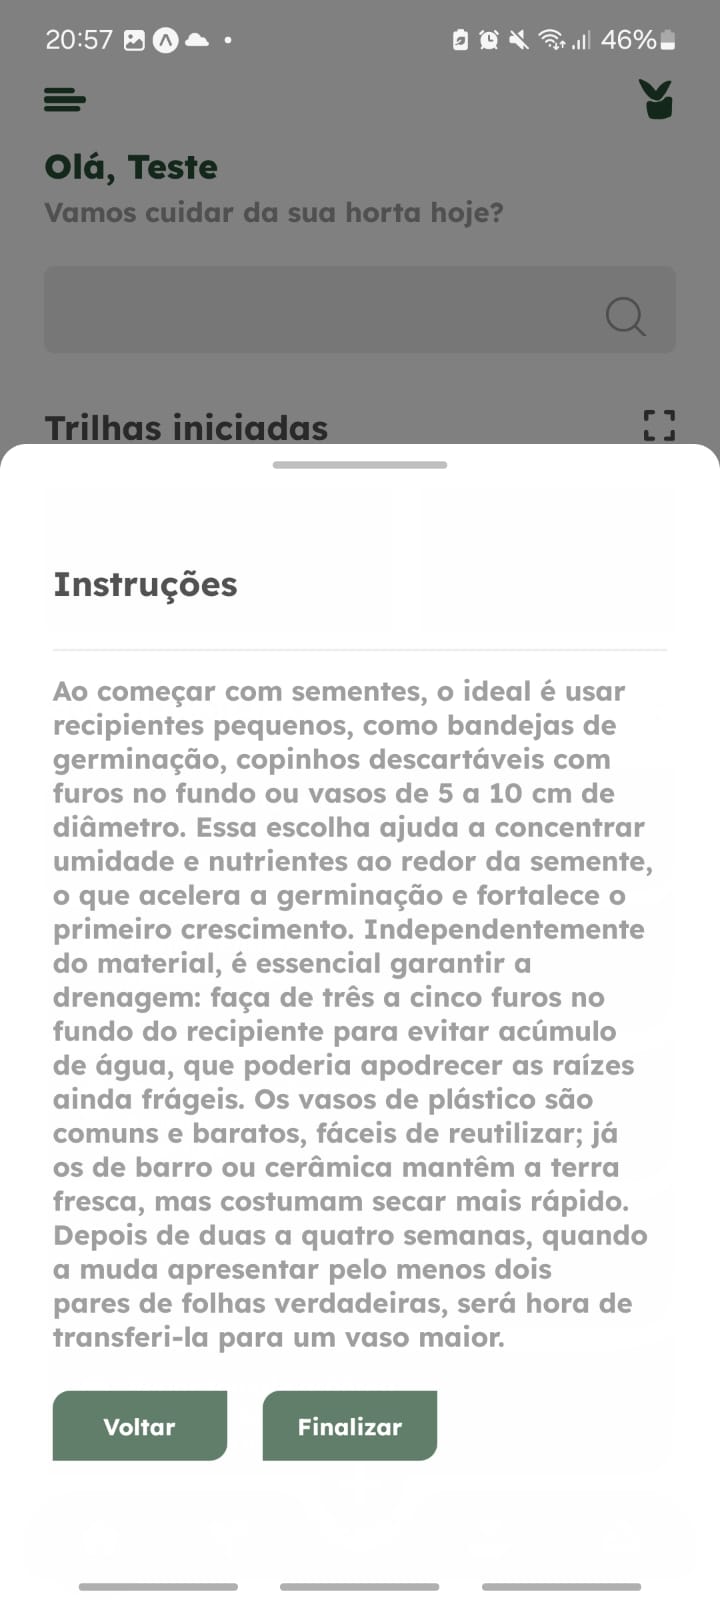 20:57
46%
Olá, Teste
Vamos cuidar da sua horta hoje?
Trilhas iniciadas
Instruções
Ao começar com sementes, o ideal é usar
recipientes pequenos, como bandejas de
germinação, copinhos descartáveis com
furos no fundo ou vasos de 5 a 10 cm de
diâmetro. Essa escolha ajuda a concentrar
umidade e nutrientes ao redor da semente,
o que acelera a germinação e fortalece o
primeiro crescimento. Independentemente
do material, é essencial garantir a
drenagem: faça de três a cinco furos no
fundo do recipiente para evitar acúmulo
de água, que poderia apodrecer as raízes
ainda frágeis. Os vasos de plástico são
comuns e baratos, fáceis de reutilizar; já
os de barro ou cerâmica mantêm a terra
fresca, mas costumam secar mais rápido.
Depois de duas a quatro semanas, quando
a muda apresentar pelo menos dois
pares de folhas verdadeiras, será hora de
transferi-la para um vaso maior.
Voltar
Finalizar